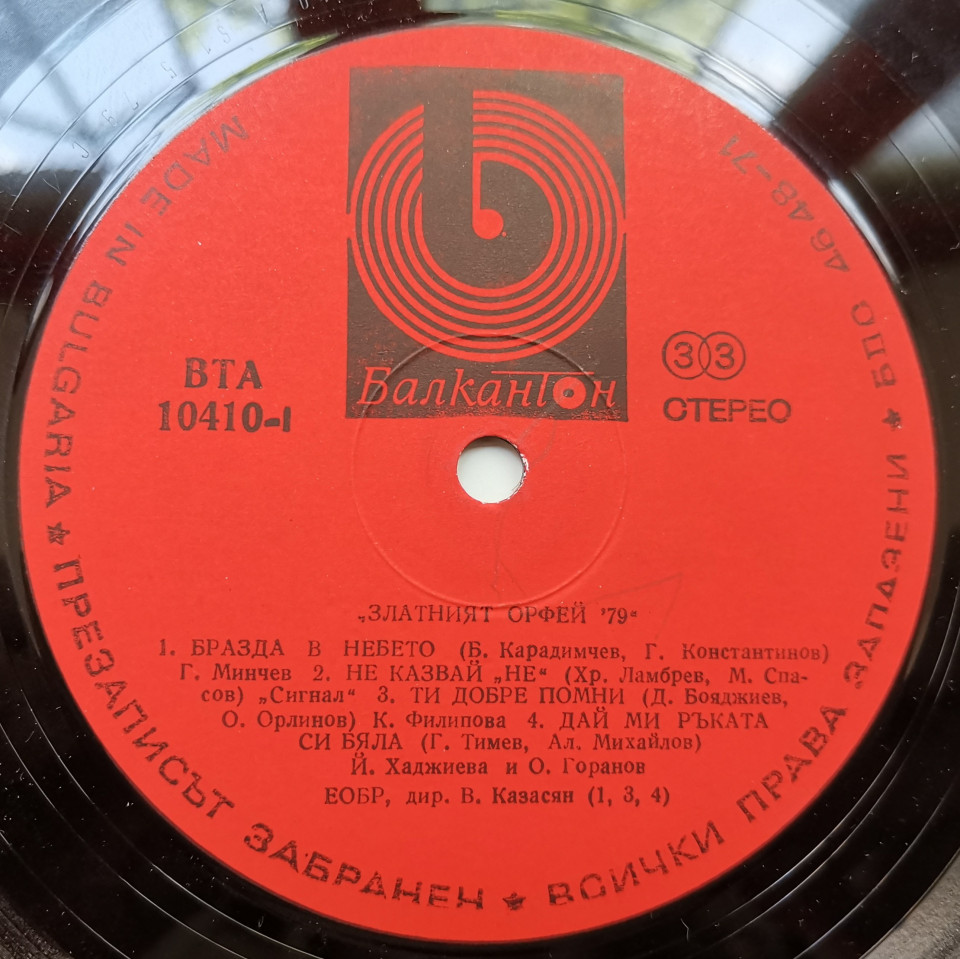 Балкантон
ВТА
10410-I
33
СТЕРЕО
„ЗЛАТНИЯТ ОРФЕЙ '79“
1. БРАЗДА В НЕБЕТО (Б. Карадимчев, Г. Константинов)
Г. Минчев 2. НЕ КАЗВАЙ „НЕ“ (Хр. Ламбрев, М. Спа-
сов) „Сигнал“ 3. ТИ ДОБРЕ ПОМНИ (Д. Бояджиев,
О. Орлинов) К. Филипова 4. ДАЙ МИ РЪКАТА
СИ БЯЛА (Г. Тимев, Ал. Михайлов)
Й. Хаджиева и О. Горанов
ЕОБР, дир. В. Казасян (1, 3, 4)
MADE IN BULGARIA ★ ПРЕЗАПИСЪТ ЗАБРАНЕН ★ ВСИЧКИ ПРАВА ЗАПАЗЕНИ ★ БПС 4648-71